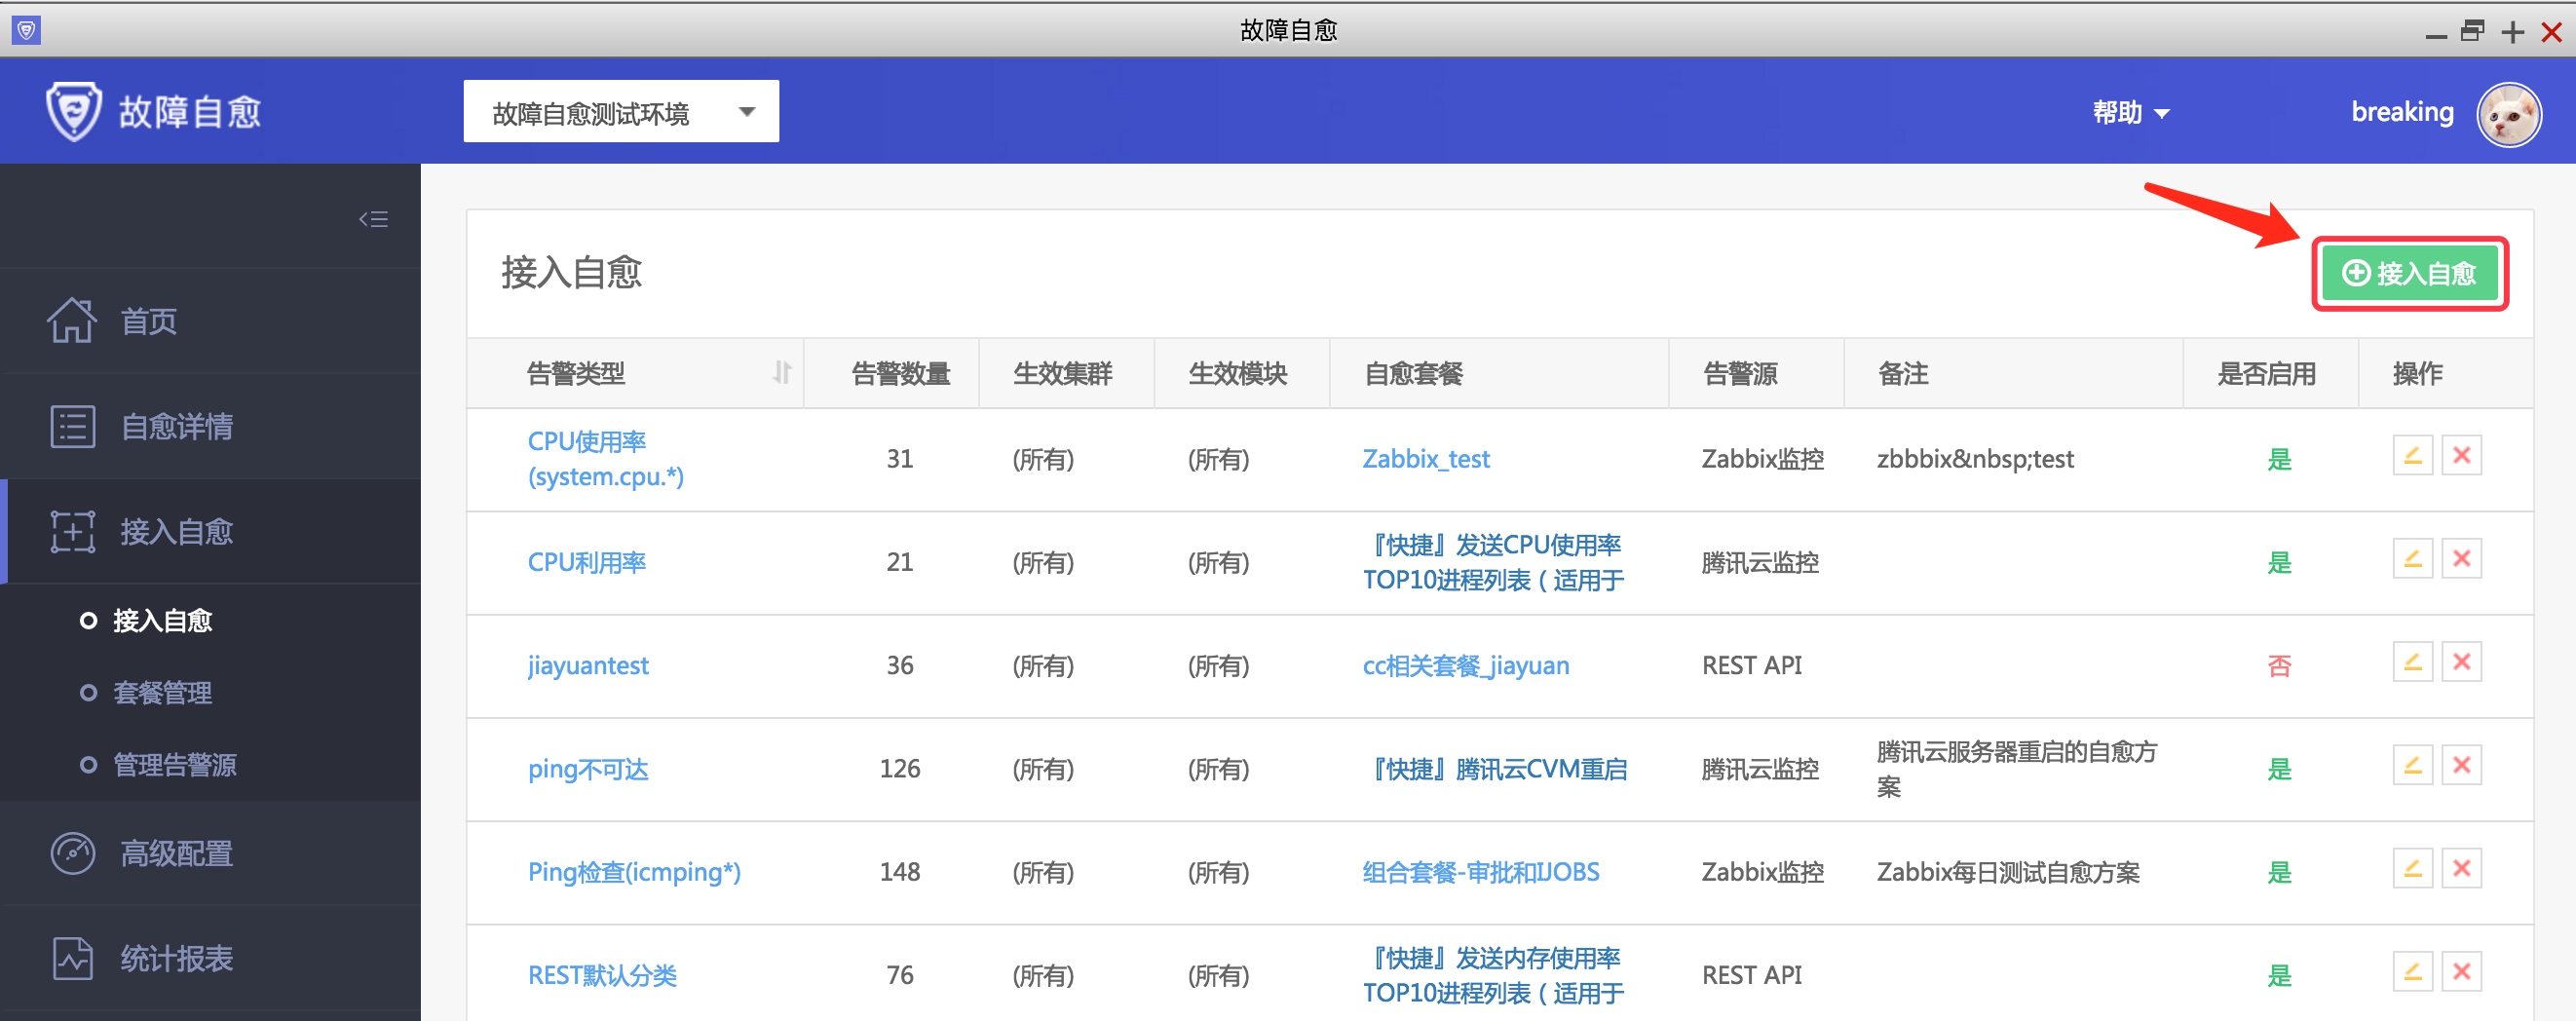 故障自愈
故障自愈
故障自愈测试环境
帮助
breaking
首页
自愈详情
接入自愈
接入自愈
套餐管理
管理告警源
高级配置
统计报表
接入自愈
接入自愈
告警类型 告警数量 生效集群 生效模块 自愈套餐 告警源 备注 是否启用 操作
CPU使用率
(system.cpu.*) 31 (所有) (所有) Zabbix_test Zabbix监控 zbbbix&nbsp;test 是
CPU利用率 21 (所有) (所有) 『快捷』发送CPU使用率
TOP10进程列表（适用于 腾讯云监控 是
jiayuantest 36 (所有) (所有) cc相关套餐_jiayuan REST API 否
ping不可达 126 (所有) (所有) 『快捷』腾讯云CVM重启 腾讯云监控 腾讯云服务器重启的自愈方
案 是
Ping检查(icmping*) 148 (所有) (所有) 组合套餐-审批和IJOBS Zabbix监控 Zabbix每日测试自愈方案 是
REST默认分类 76 (所有) (所有) 『快捷』发送内存使用率
TOP10进程列表（适用于 REST API 是